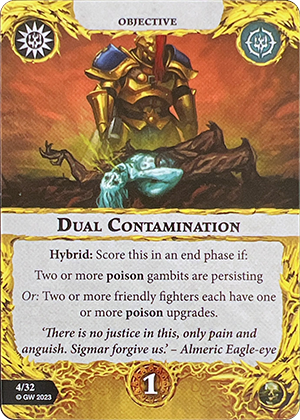 OBJECTIVE
DUAL CONTAMINATION
Hybrid: Score this in an end phase if:
Two or more poison gambits are persisting
Or: Two or more friendly fighters each have one
or more poison upgrades.
'There is no justice in this, only pain and
anguish. Sigmar forgive us.' – Almeric Eagle-eye
4/32
© GW 2023
1